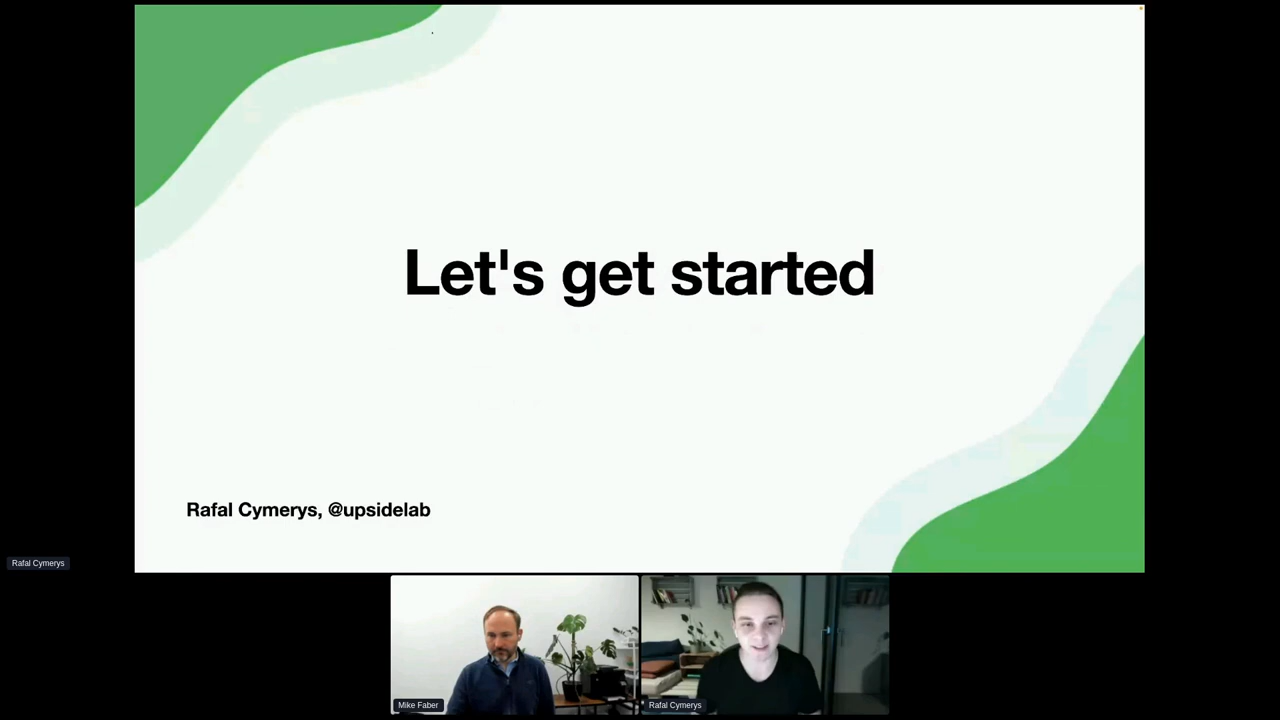 Let's get started
Rafal Cymerys, @upsidelab
Rafal Cymerys
Mike Faber
Rafal Cymerys